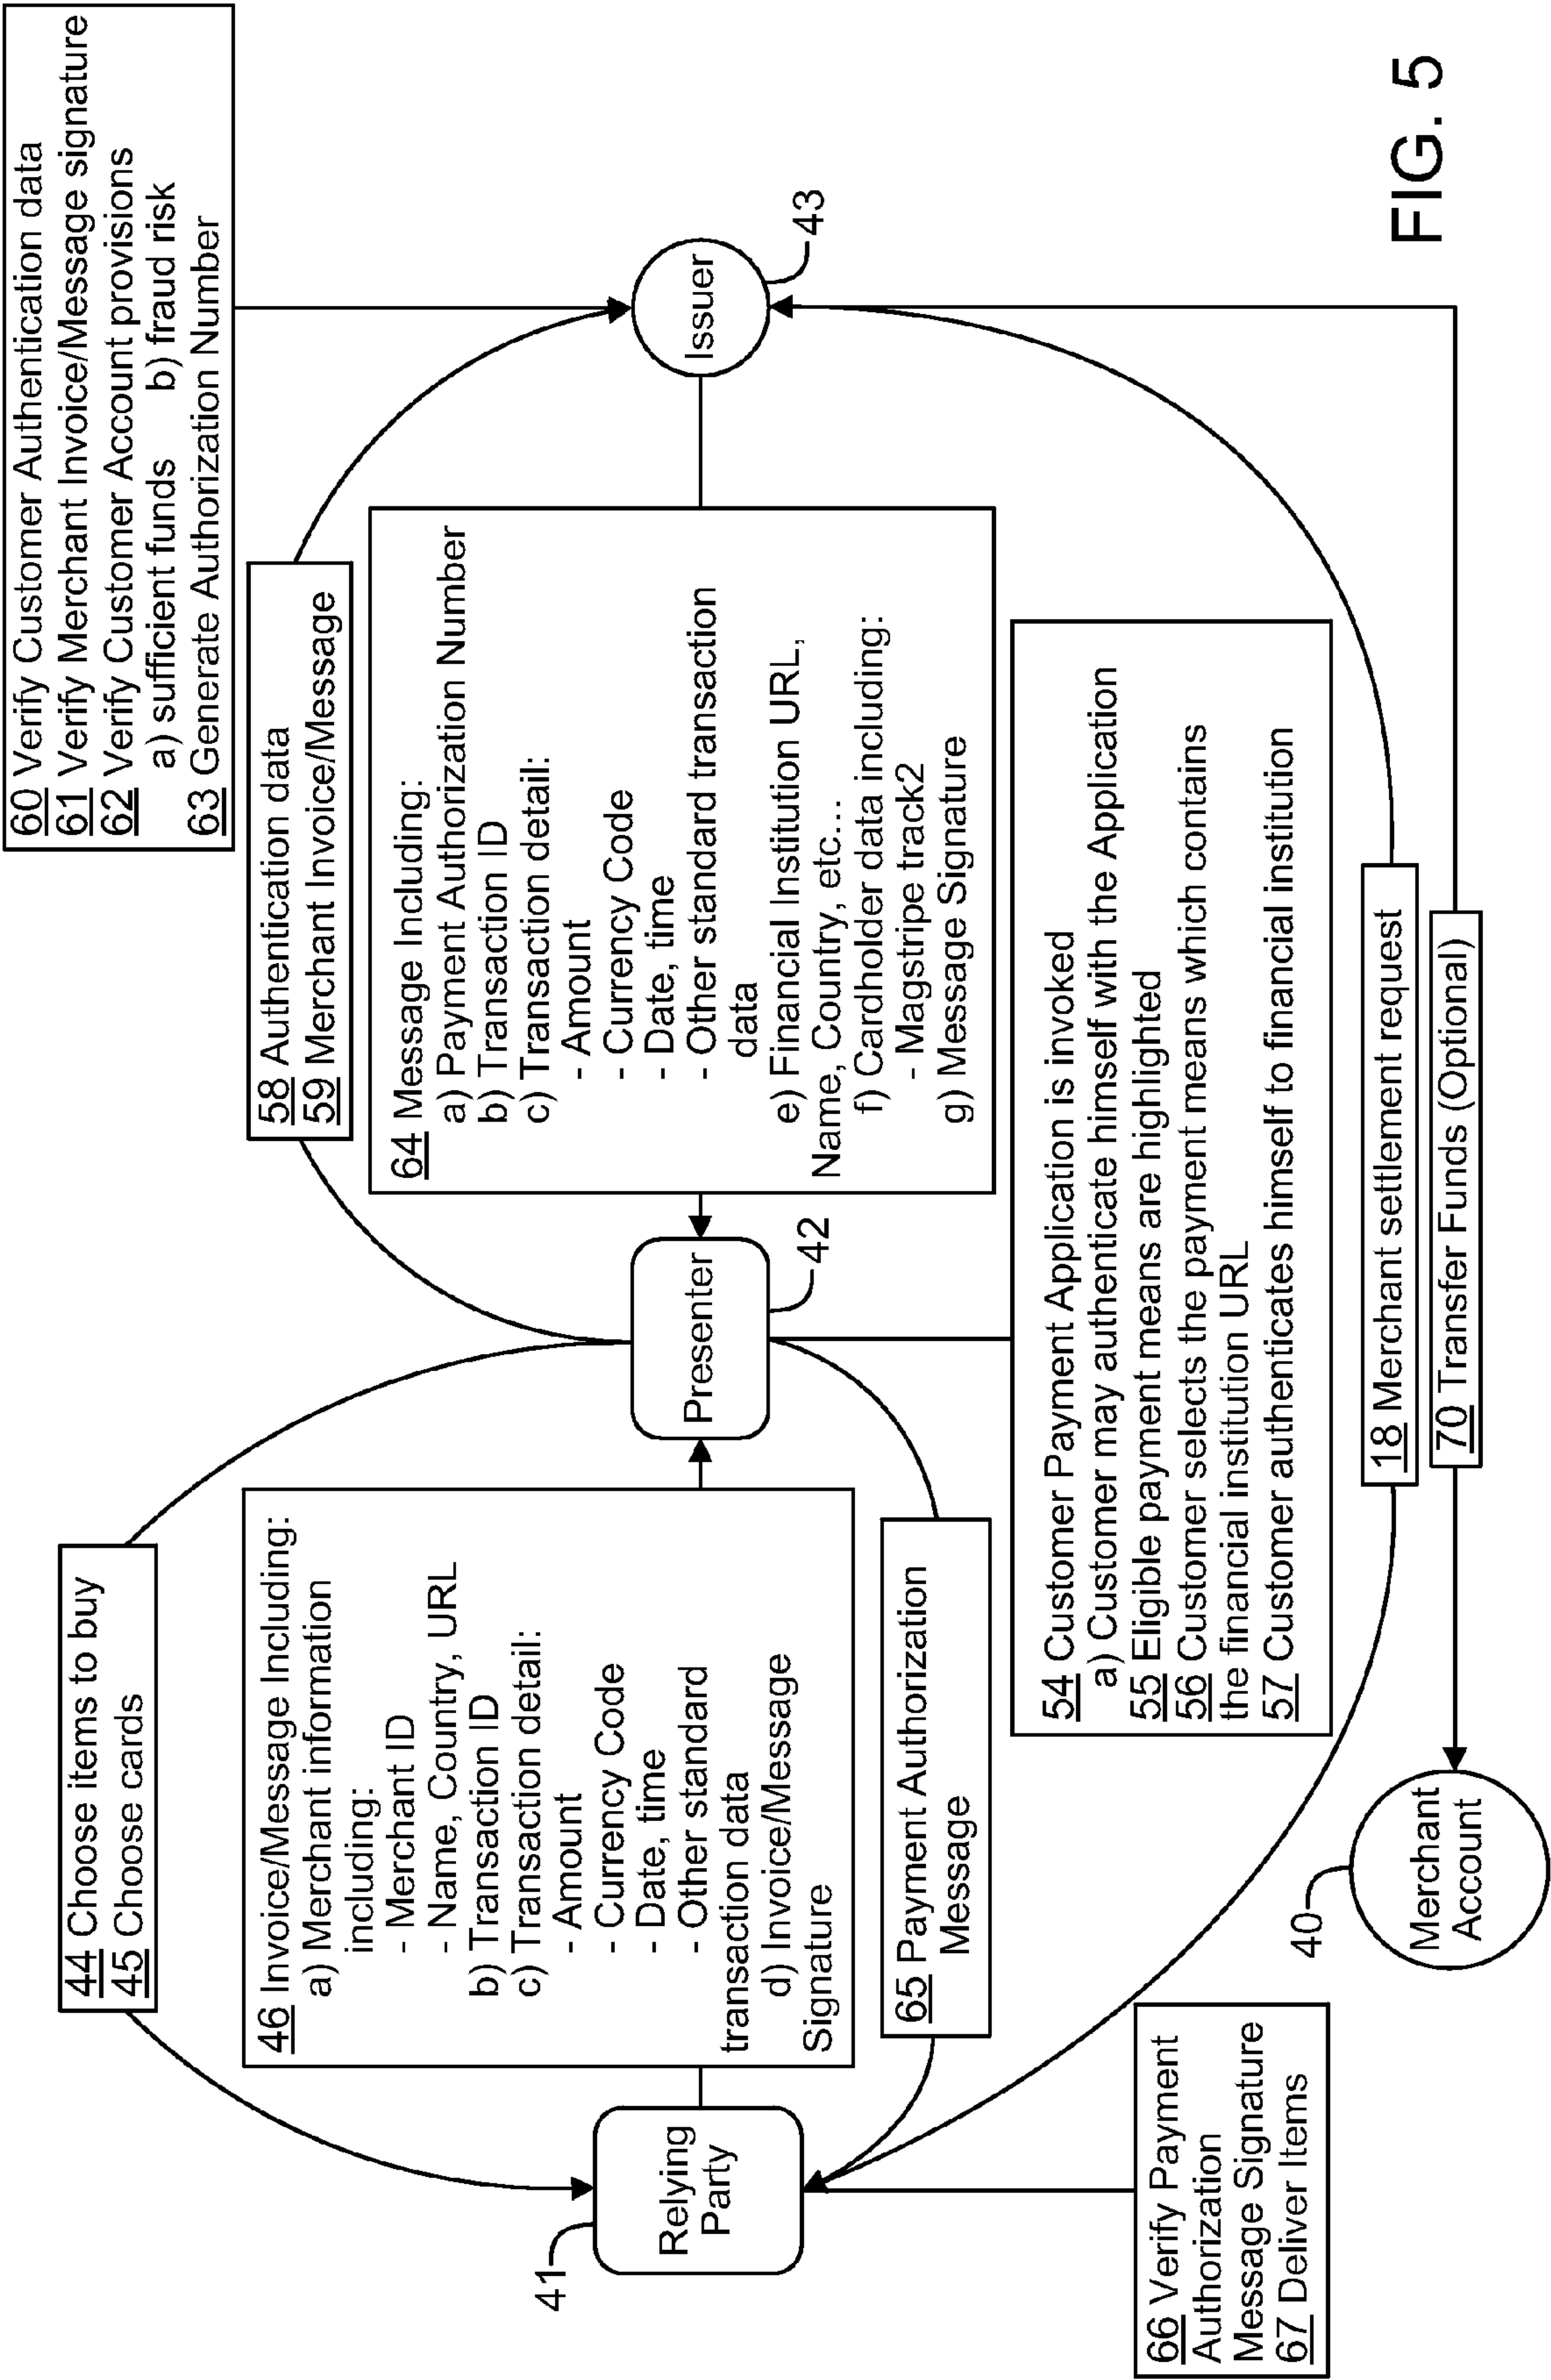 60 Verify Customer Authentication data
61 Verify Merchant Invoice/Message signature
62 Verify Customer Account provisions
a) sufficient funds b) fraud risk
63 Generate Authorization Number
44 Choose items to buy
45 Choose cards
58 Authentication data
59 Merchant Invoice/Message
46 Invoice/Message Including:
a) Merchant information
including:
- Merchant ID
- Name, Country, URL
b) Transaction ID
c) Transaction detail:
- Amount
- Currency Code
- Date, time
- Other standard
transaction data
d) Invoice/Message
Signature
64 Message Including:
a) Payment Authorization Number
b) Transaction ID
c) Transaction detail:
- Amount
- Currency Code
- Date, time
- Other standard transaction
data
e) Financial Institution URL,
Name, Country, etc...
f) Cardholder data including:
- Magstripe track2
g) Message Signature
41
Relying
Party
Presenter
42
Issuer
43
65 Payment Authorization
Message
54 Customer Payment Application is invoked
a) Customer may authenticate himself with the Application
55 Eligible payment means are highlighted
56 Customer selects the payment means which contains
the financial institution URL
57 Customer authenticates himself to financial institution
66 Verify Payment
Authorization
Message Signature
67 Deliver Items
40
Merchant
Account
18 Merchant settlement request
70 Transfer Funds (Optional)
FIG. 5